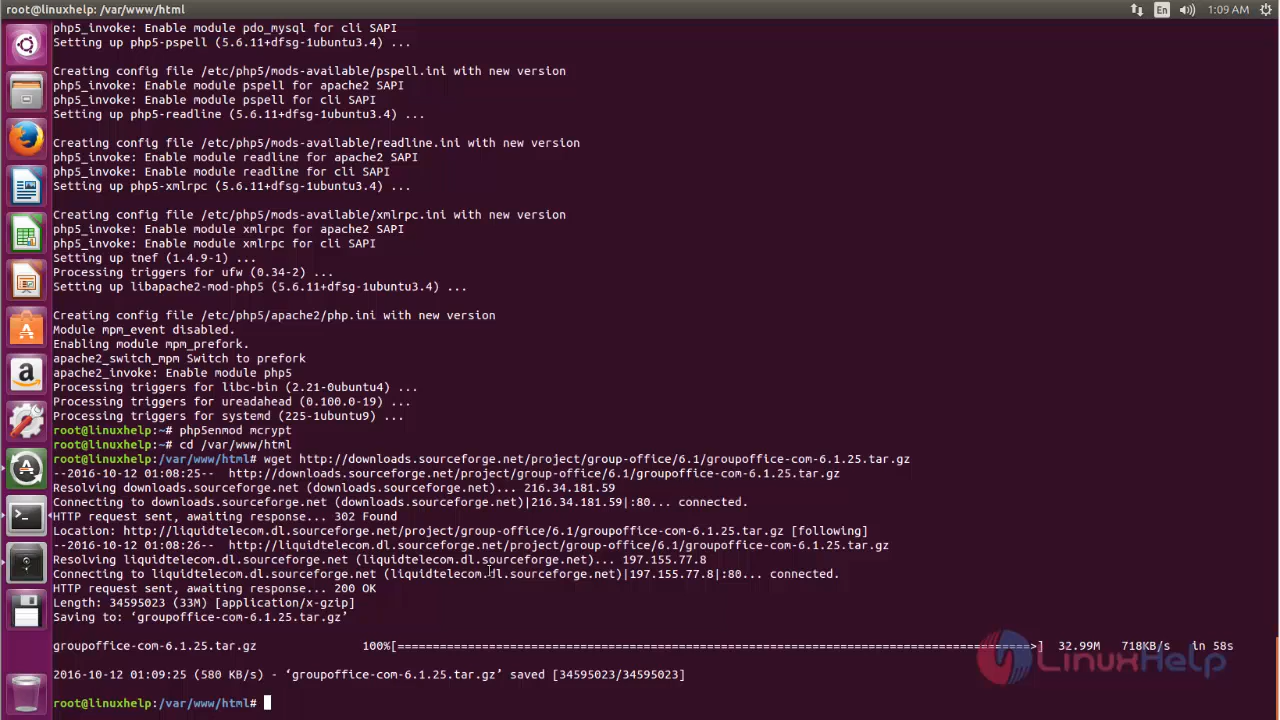 root@linuxhelp: /var/www/html
En
1:09 AM
php5_invoke: Enable module pdo_mysql for cli SAPI
Setting up php5-pspell (5.6.11+dfsg-1ubuntu3.4) ...
Creating config file /etc/php5/mods-available/pspell.ini with new version
php5_invoke: Enable module pspell for apache2 SAPI
php5_invoke: Enable module pspell for cli SAPI
Setting up php5-readline (5.6.11+dfsg-1ubuntu3.4) ...
Creating config file /etc/php5/mods-available/readline.ini with new version
php5_invoke: Enable module readline for apache2 SAPI
php5_invoke: Enable module readline for cli SAPI
Setting up php5-xmlrpc (5.6.11+dfsg-1ubuntu3.4) ...
Creating config file /etc/php5/mods-available/xmlrpc.ini with new version
php5_invoke: Enable module xmlrpc for apache2 SAPI
php5_invoke: Enable module xmlrpc for cli SAPI
Setting up tnef (1.4.9-1) ...
Processing triggers for ufw (0.34-2) ...
Setting up libapache2-mod-php5 (5.6.11+dfsg-1ubuntu3.4) ...
Creating config file /etc/php5/apache2/php.ini with new version
Module mpm_event disabled.
Enabling module mpm_prefork.
apache2_switch_mpm Switch to prefork
apache2_invoke: Enable module php5
Processing triggers for libc-bin (2.21-0ubuntu4) ...
Processing triggers for ureadahead (0.100.0-19) ...
Processing triggers for systemd (225-1ubuntu9) ...
root@linuxhelp:~# php5enmod mcrypt
root@linuxhelp:~# cd /var/www/html
root@linuxhelp:/var/www/html# wget http://downloads.sourceforge.net/project/group-office/6.1/groupoffice-com-6.1.25.tar.gz
--2016-10-12 01:08:25-- http://downloads.sourceforge.net/project/group-office/6.1/groupoffice-com-6.1.25.tar.gz
Resolving downloads.sourceforge.net (downloads.sourceforge.net)... 216.34.181.59
Connecting to downloads.sourceforge.net (downloads.sourceforge.net)|216.34.181.59|:80... connected.
HTTP request sent, awaiting response... 302 Found
Location: http://liquidtelecom.dl.sourceforge.net/project/group-office/6.1/groupoffice-com-6.1.25.tar.gz [following]
--2016-10-12 01:08:26-- http://liquidtelecom.dl.sourceforge.net/project/group-office/6.1/groupoffice-com-6.1.25.tar.gz
Resolving liquidtelecom.dl.sourceforge.net (liquidtelecom.dl.sourceforge.net)... 197.155.77.8
Connecting to liquidtelecom.dl.sourceforge.net (liquidtelecom.dl.sourceforge.net)|197.155.77.8|:80... connected.
HTTP request sent, awaiting response... 200 OK
Length: 34595023 (33M) [application/x-gzip]
Saving to: ‘groupoffice-com-6.1.25.tar.gz’
groupoffice-com-6.1.25.tar.gz 100%[===========================================================================================>] 32.99M 718KB/s in 58s
2016-10-12 01:09:25 (580 KB/s) - ‘groupoffice-com-6.1.25.tar.gz’ saved [34595023/34595023]
root@linuxhelp:/var/www/html#
LinuxHelp